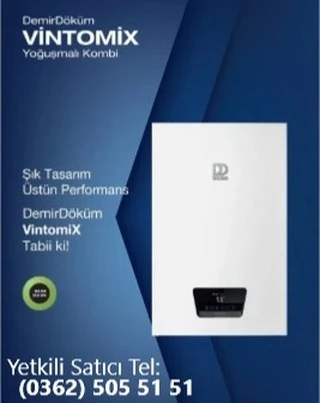 DemirDöküm
VİNTOMİX
Yoğuşmalı Kombi
Şık Tasarım
Üstün Performans
DemirDöküm
VintomiX
Tabii ki!
Yetkili Satıcı Tel:
(0362) 505 51 51